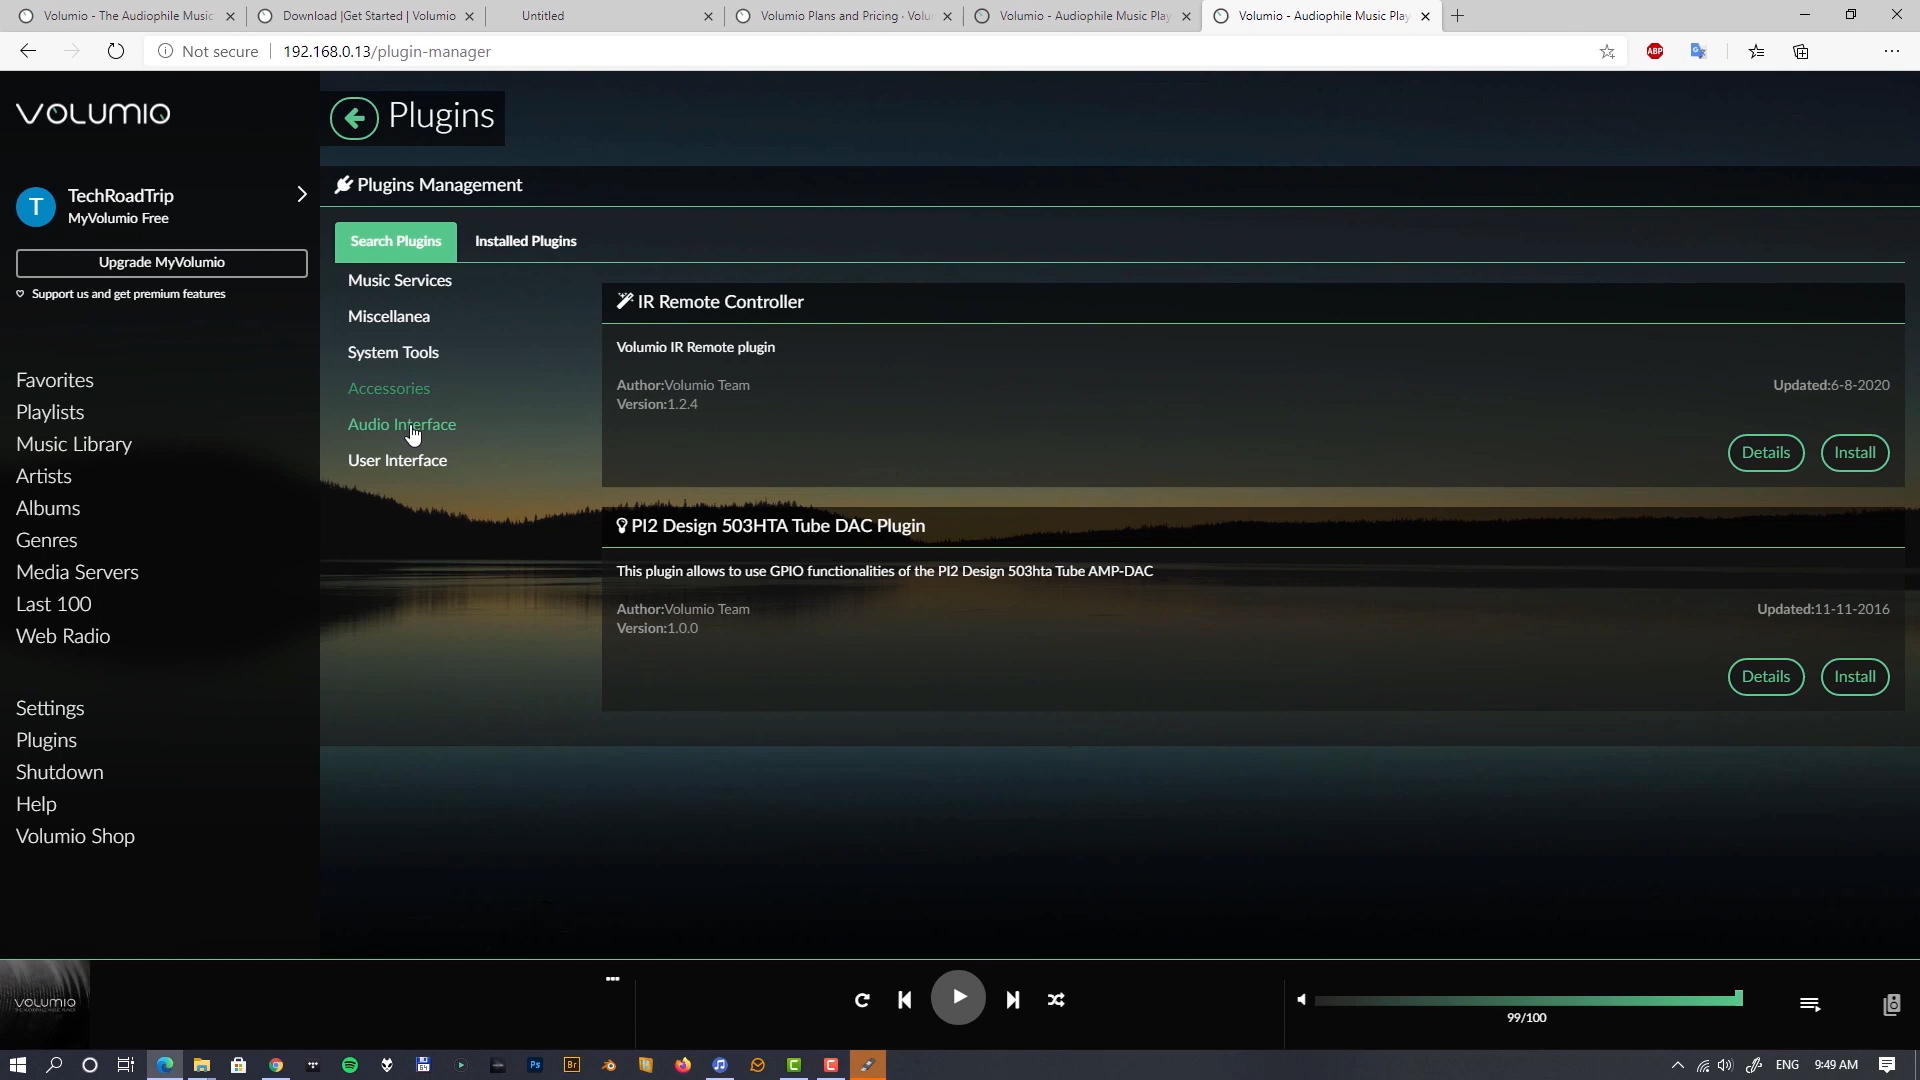 Volumio - The Audiophile Music
Download |Get Started | Volumio
Untitled
Volumio Plans and Pricing - Volu
Volumio - Audiophile Music Play
Volumio - Audiophile Music Play
Not secure
192.168.0.13/plugin-manager
ABP
VOLUMIO
Plugins
T
TechRoadTrip
MyVolumio Free
Upgrade MyVolumio
Support us and get premium features
Favorites
Playlists
Music Library
Artists
Albums
Genres
Media Servers
Last 100
Web Radio
Settings
Plugins
Shutdown
Help
Volumio Shop
Plugins Management
Search Plugins
Installed Plugins
Music Services
Miscellanea
System Tools
Accessories
Audio Interface
User Interface
IR Remote Controller
Volumio IR Remote plugin
Author:Volumio Team
Version:1.2.4
Updated:6-8-2020
Details
Install
PI2 Design 503HTA Tube DAC Plugin
This plugin allows to use GPIO functionalities of the PI2 Design 503hta Tube AMP-DAC
Author:Volumio Team
Version:1.0.0
Updated:11-11-2016
Details
Install
VOLUMIO
99/100
Ps
Br
ENG
9:49 AM